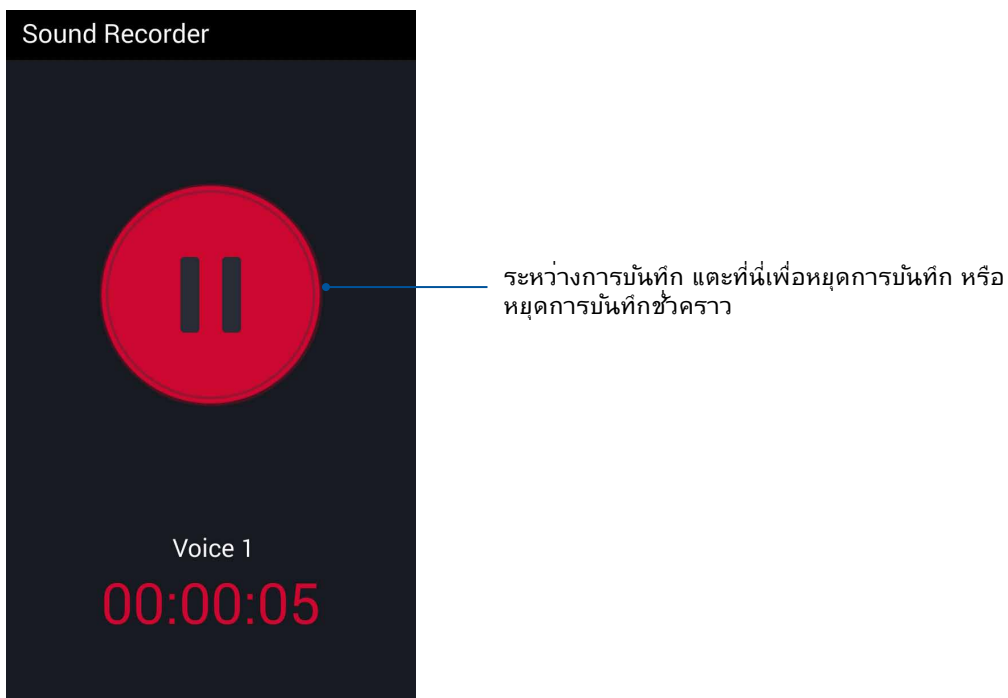 Sound Recorder
ระหว่างการบันทึก แตะที่นี่เพื่อหยุดการบันทึก หรือ
หยุดการบันทึกชั่วคราว
Voice 1
00:00:05